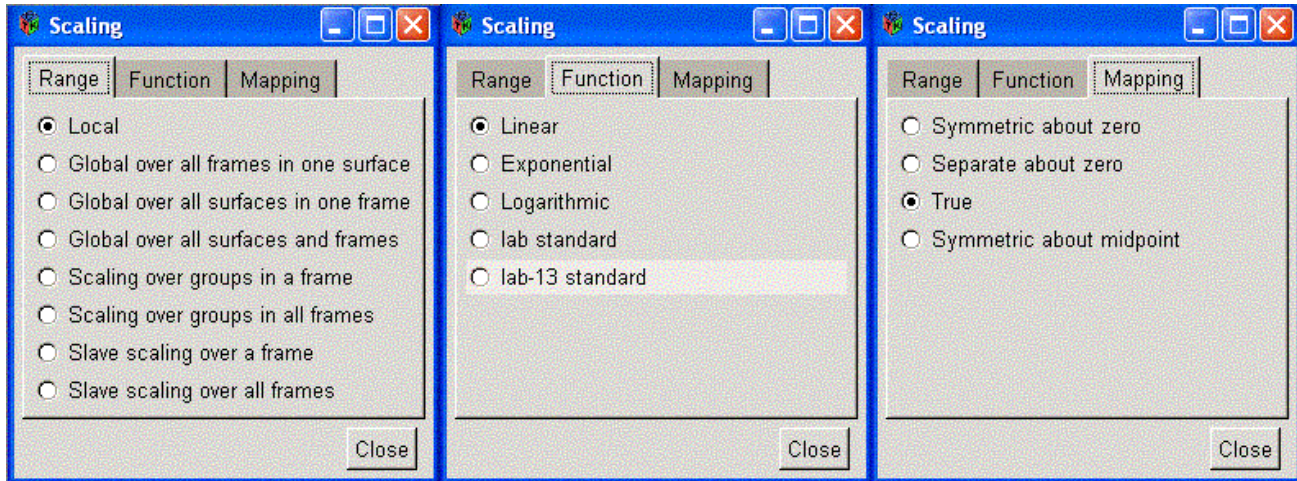 Scaling
Range Function Mapping
Local
Global over all frames in one surface
Global over all surfaces in one frame
Global over all surfaces and frames
Scaling over groups in a frame
Scaling over groups in all frames
Slave scaling over a frame
Slave scaling over all frames
Close
Scaling
Range Function Mapping
Linear
Exponential
Logarithmic
lab standard
lab-13 standard
Scaling
Range Function Mapping
Symmetric about zero
Separate about zero
True
Symmetric about midpoint
Close